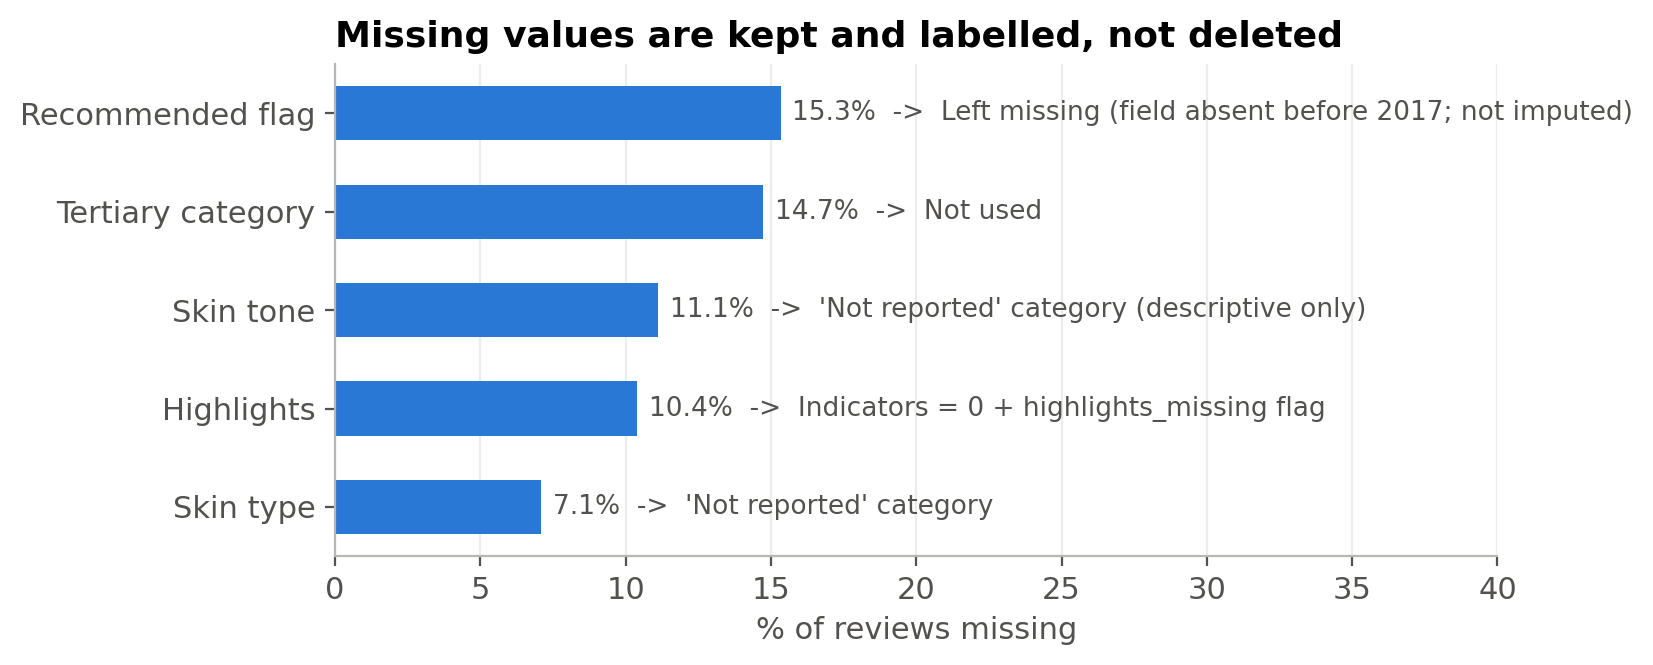 Missing values are kept and labelled, not deleted
Recommended flag 15.3% -> Left missing (field absent before 2017; not imputed)
Tertiary category 14.7% -> Not used
Skin tone 11.1% -> 'Not reported' category (descriptive only)
Highlights 10.4% -> Indicators = 0 + highlights_missing flag
Skin type 7.1% -> 'Not reported' category
0 5 10 15 20 25 30 35 40
% of reviews missing